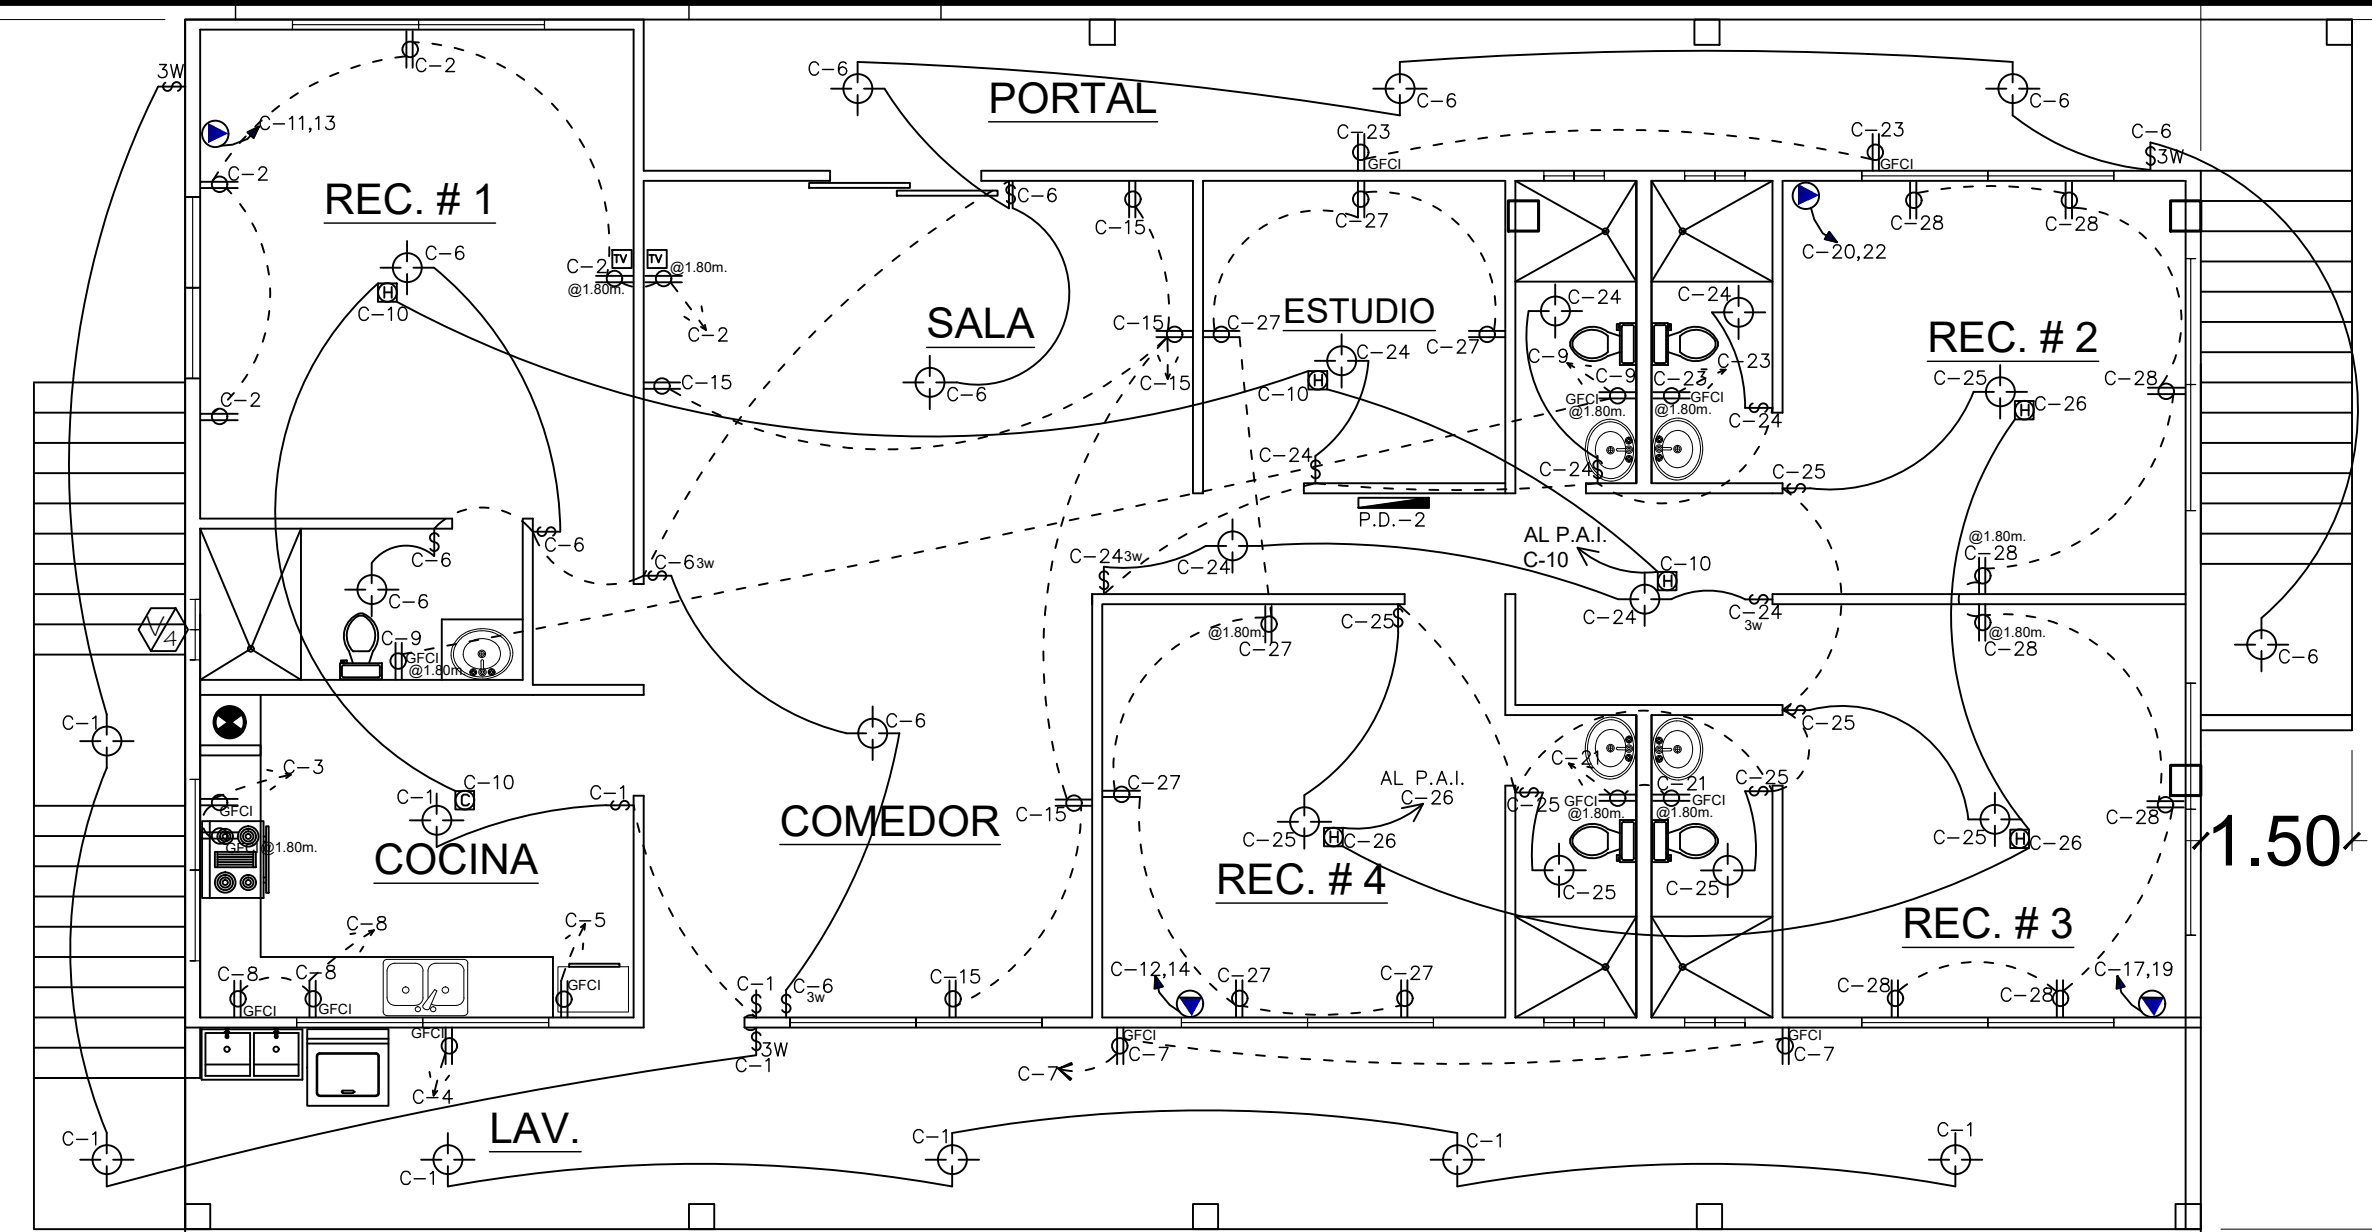 3W
C-2
C-6
PORTAL
C-6
C-6
C-11,13
C-23
C-23
C-6
GFCI
GFCI
3W
C-2
REC. # 1
C-6
C-15
C-27
C-28
C-28
C-6
TV
TV
C-2
@1.80m.
@1.80m.
C-20,22
H
C-10
C-2
SALA
C-15
C-27
ESTUDIO
C-24
C-24
REC. # 2
C-27
C-24
C-9
C-23
C-15
C-15
H
C-10
C-9
C-23
C-25
C-28
C-2
C-6
GFCI
GFCI
@1.80m.
@1.80m.
H
C-26
C-24
C-24
C-24
C-25
P.D.-2
C-6
C-6
C-6 3w
C-24 3w
C-24
AL P.A.I.
C-10
C-10
H
@1.80m.
C-28
C-6
V/4
C-9
GFCI
@1.80m.
@1.80m.
C-27
C-25
C-24
C-24
3w
@1.80m.
C-28
C-6
C-1
C-6
C-25
C-3
C-10
C
C-1
C-1
GFCI
C-27
C-21
C-21
C-25
C-25
AL P.A.I.
C-26
C-15
GFCI
GFCI
@1.80m.
@1.80m.
C-28
GFCI @1.80m.
COCINA
COMEDOR
C-25
H
C-26
C-25
H
C-26
1.50
REC. # 4
C-25
C-25
REC. # 3
C-8
C-5
C-8
C-8
GFCI
GFCI
GFCI
C-1
C-6
3w
C-15
C-12,14
C-27
C-27
C-28
C-28
C-17,19
GFCI
3W
C-1
GFCI
C-7
GFCI
C-7
C-7
C-4
LAV.
C-1
C-1
C-1
C-1
C-1